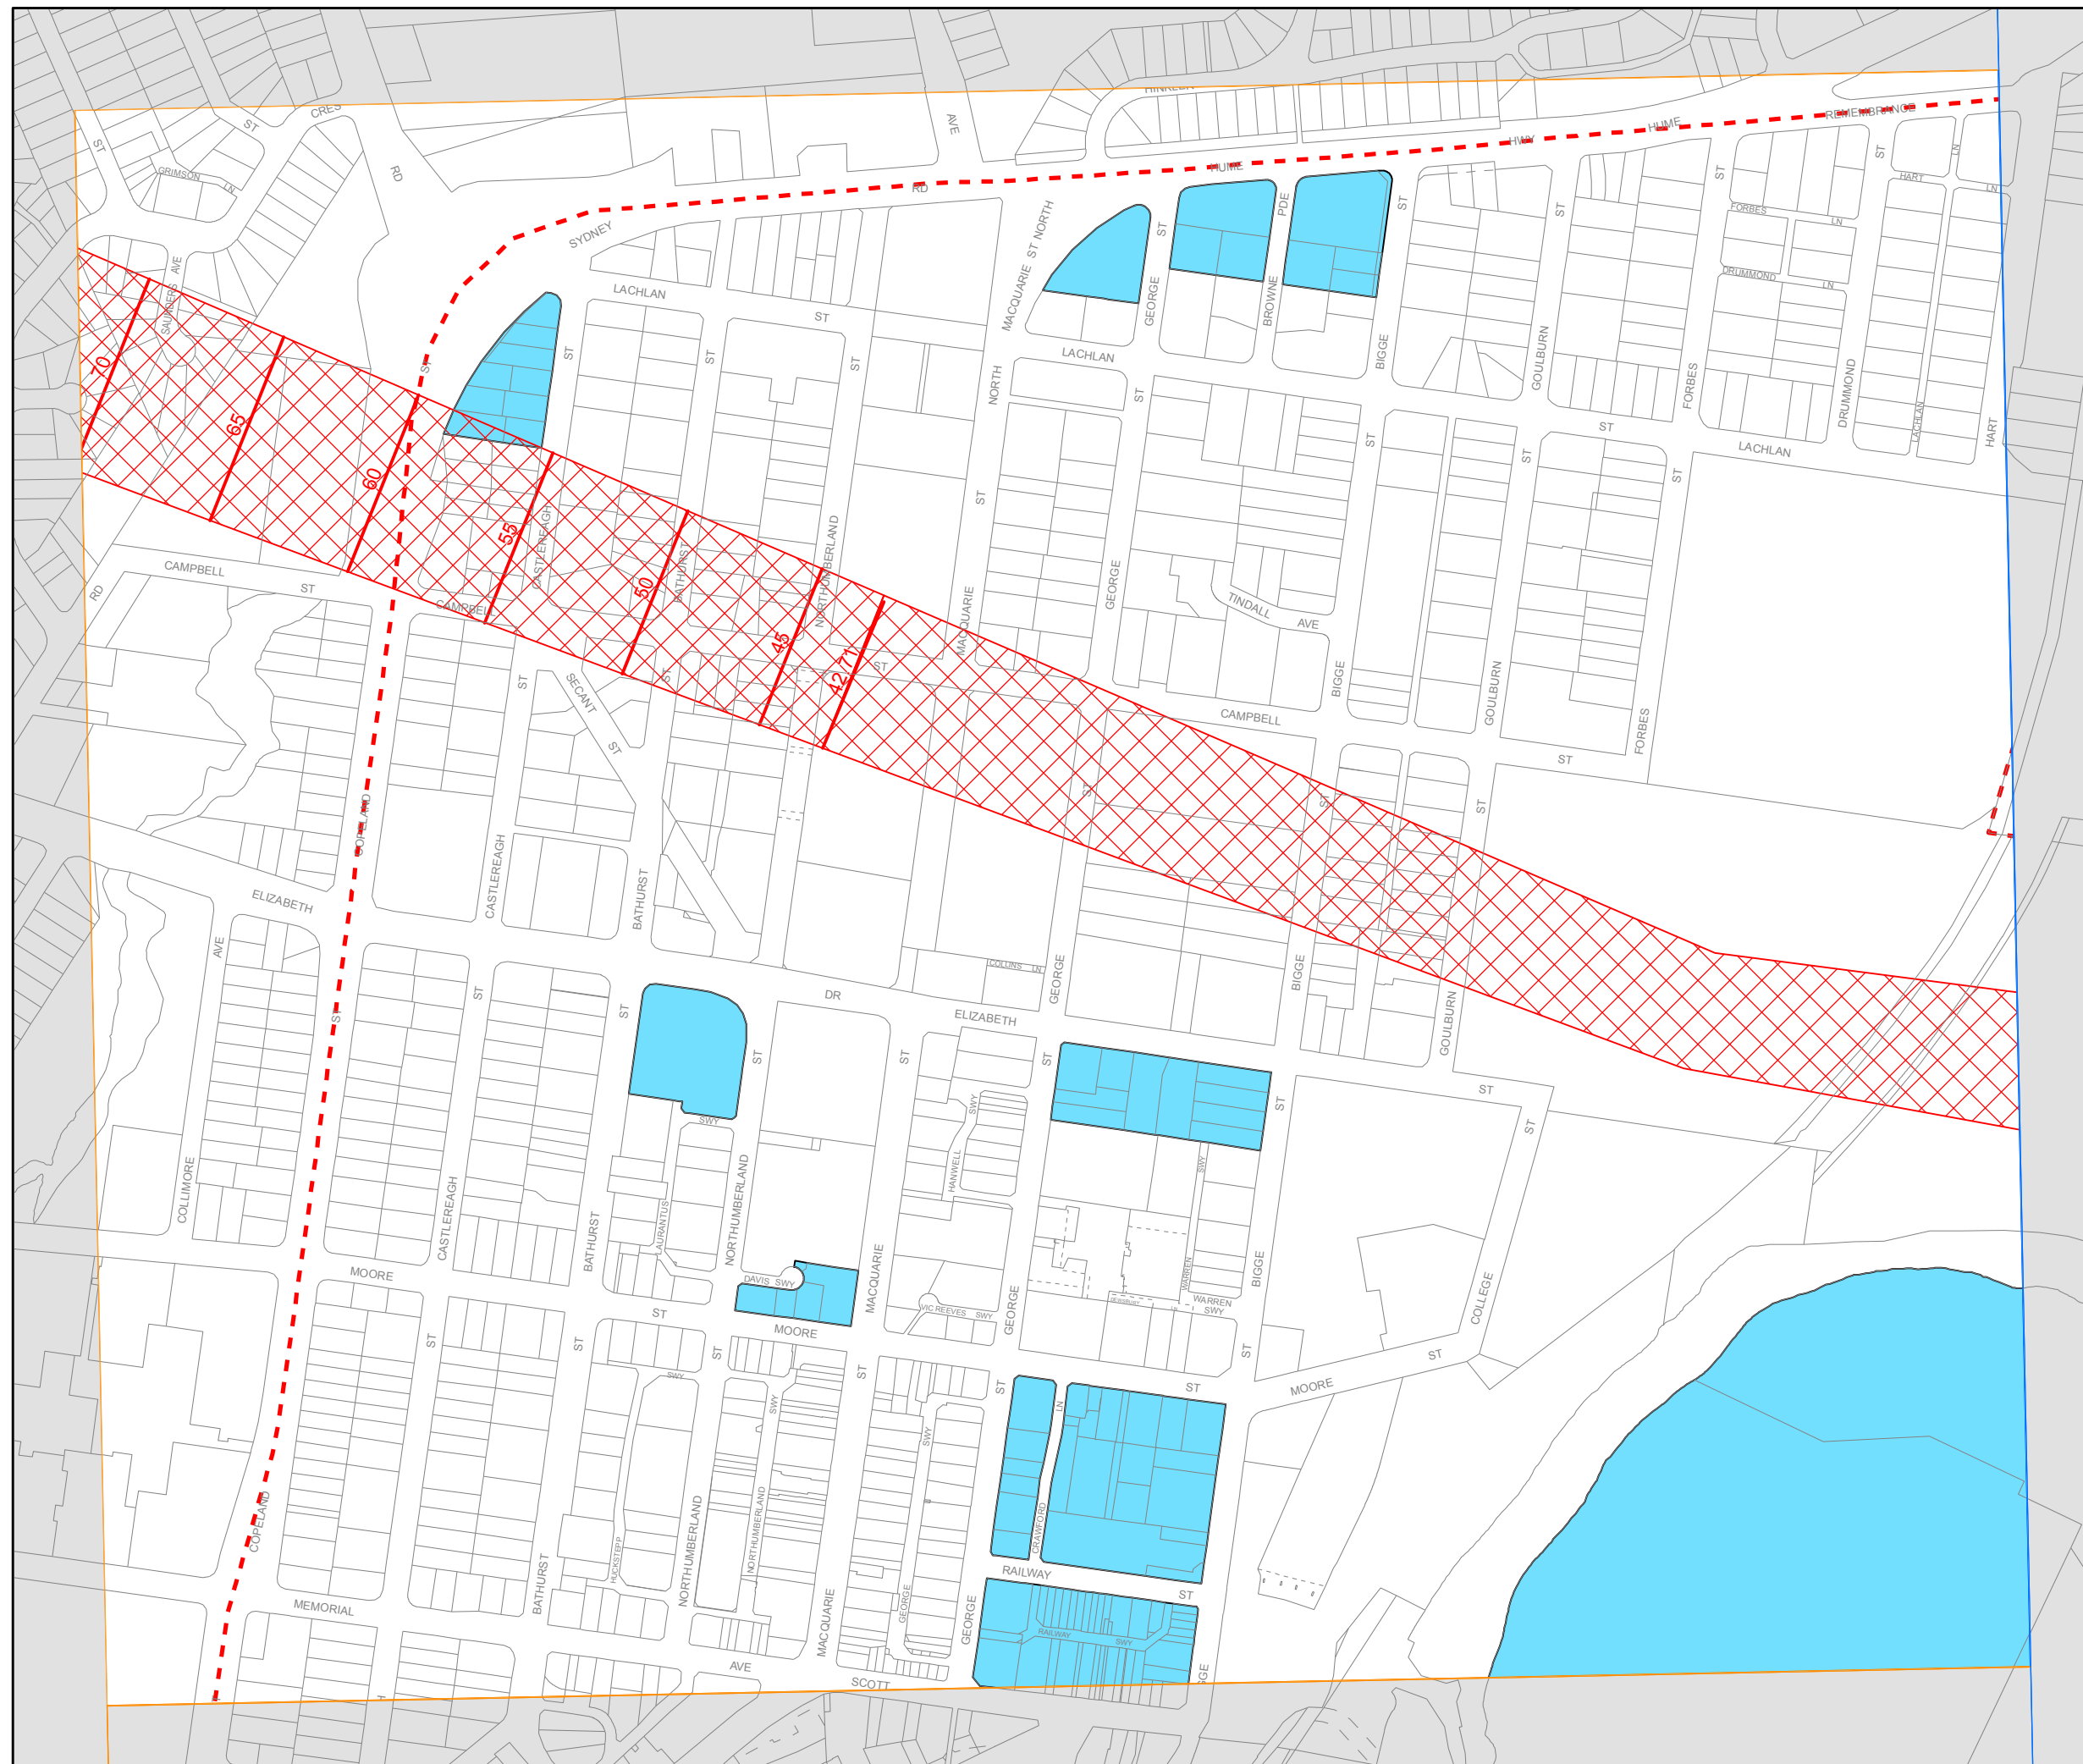 HINKLER
CRES
ST
ST
GRIMSON
LN
RD
AVE
REMEMBRANCE
HUME
HWY
HUME
RD
SYDNEY
ST
LN
HART
LN
ST
FORBES
LN
DRUMMOND
LN
SAUNDERS
AVE
MACQUARIE ST NORTH
ST
PDE
ST
ST
GEORGE
BROWNE
BIGGE
GOULBURN
FORBES
DRUMMOND
LACHLAN
HART
LACHLAN
ST
LACHLAN
ST
LACHLAN
ST
ST
ST
ST
NORTH
ST
ST
ST
ST
70
65
60
55
50
45
42.71
CASTLEREAGH
BATHURST
NORTHUMBERLAND
MACQUARIE
ST
GEORGE
TINDALL
AVE
BIGGE
GOULBURN
FORBES
CAMPBELL
ST
RD
CAMPBELL
ST
CAMPBELL
ST
SECANT
ST
ST
ST
ST
ST
ST
COPELAND
CASTLEREAGH
BATHURST
ELIZABETH
AVE
DR
ELIZABETH
COLLINS LN
GEORGE
BIGGE
GOULBURN
ST
ST
ST
ST
ST
ST
ST
ST
ST
ST
SWY
SWY
SWY
HANWELL
LAURANTUS
NORTHUMBERLAND
COLLIMORE
CASTLEREAGH
BATHURST
DAVIS SWY
MACQUARIE
VIC REEVES SWY
GEORGE
WARREN
WARREN
SWY
DEWSBURY
BIGGE
COLLEGE
MOORE
ST
MOORE
ST
MOORE
ST
ST
ST
ST
ST
ST
ST
SWY
SWY
SWY
LN
COPELAND
BATHURST
HUCKSTEPP
NORTHUMBERLAND
NORTHUMBERLAND
MACQUARIE
GEORGE
GEORGE
CRAWFORD
RAILWAY
ST
RAILWAY
SWY
MEMORIAL
AVE
SCOTT